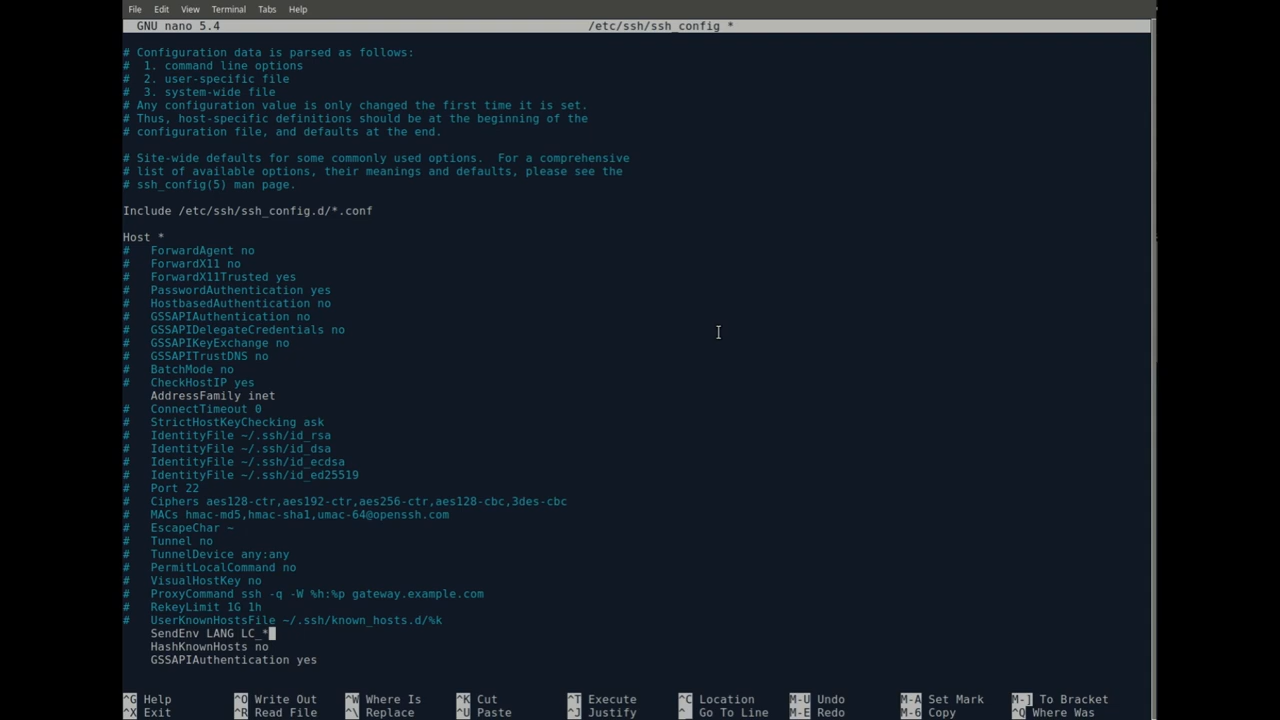 File Edit View Terminal Tabs Help
GNU nano 5.4 /etc/ssh/ssh_config *
# Configuration data is parsed as follows:
#  1. command line options
#  2. user-specific file
#  3. system-wide file
# Any configuration value is only changed the first time it is set.
# Thus, host-specific definitions should be at the beginning of the
# configuration file, and defaults at the end.
# Site-wide defaults for some commonly used options.  For a comprehensive
# list of available options, their meanings and defaults, please see the
# ssh_config(5) man page.
Include /etc/ssh/ssh_config.d/*.conf
Host *
#   ForwardAgent no
#   ForwardX11 no
#   ForwardX11Trusted yes
#   PasswordAuthentication yes
#   HostbasedAuthentication no
#   GSSAPIAuthentication no
#   GSSAPIDelegateCredentials no
#   GSSAPIKeyExchange no
#   GSSAPITrustDNS no
#   BatchMode no
#   CheckHostIP yes
    AddressFamily inet
#   ConnectTimeout 0
#   StrictHostKeyChecking ask
#   IdentityFile ~/.ssh/id_rsa
#   IdentityFile ~/.ssh/id_dsa
#   IdentityFile ~/.ssh/id_ecdsa
#   IdentityFile ~/.ssh/id_ed25519
#   Port 22
#   Ciphers aes128-ctr,aes192-ctr,aes256-ctr,aes128-cbc,3des-cbc
#   MACs hmac-md5,hmac-sha1,umac-64@openssh.com
#   EscapeChar ~
#   Tunnel no
#   TunnelDevice any:any
#   PermitLocalCommand no
#   VisualHostKey no
#   ProxyCommand ssh -q -W %h:%p gateway.example.com
#   RekeyLimit 1G 1h
#   UserKnownHostsFile ~/.ssh/known_hosts.d/%k
    SendEnv LANG LC_*
    HashKnownHosts no
    GSSAPIAuthentication yes
^G Help ^O Write Out ^W Where Is ^K Cut ^T Execute ^C Location M-U Undo M-A Set Mark M-] To Bracket
^X Exit ^R Read File ^\ Replace ^U Paste ^J Justify ^_ Go To Line M-E Redo M-6 Copy ^Q Where Was